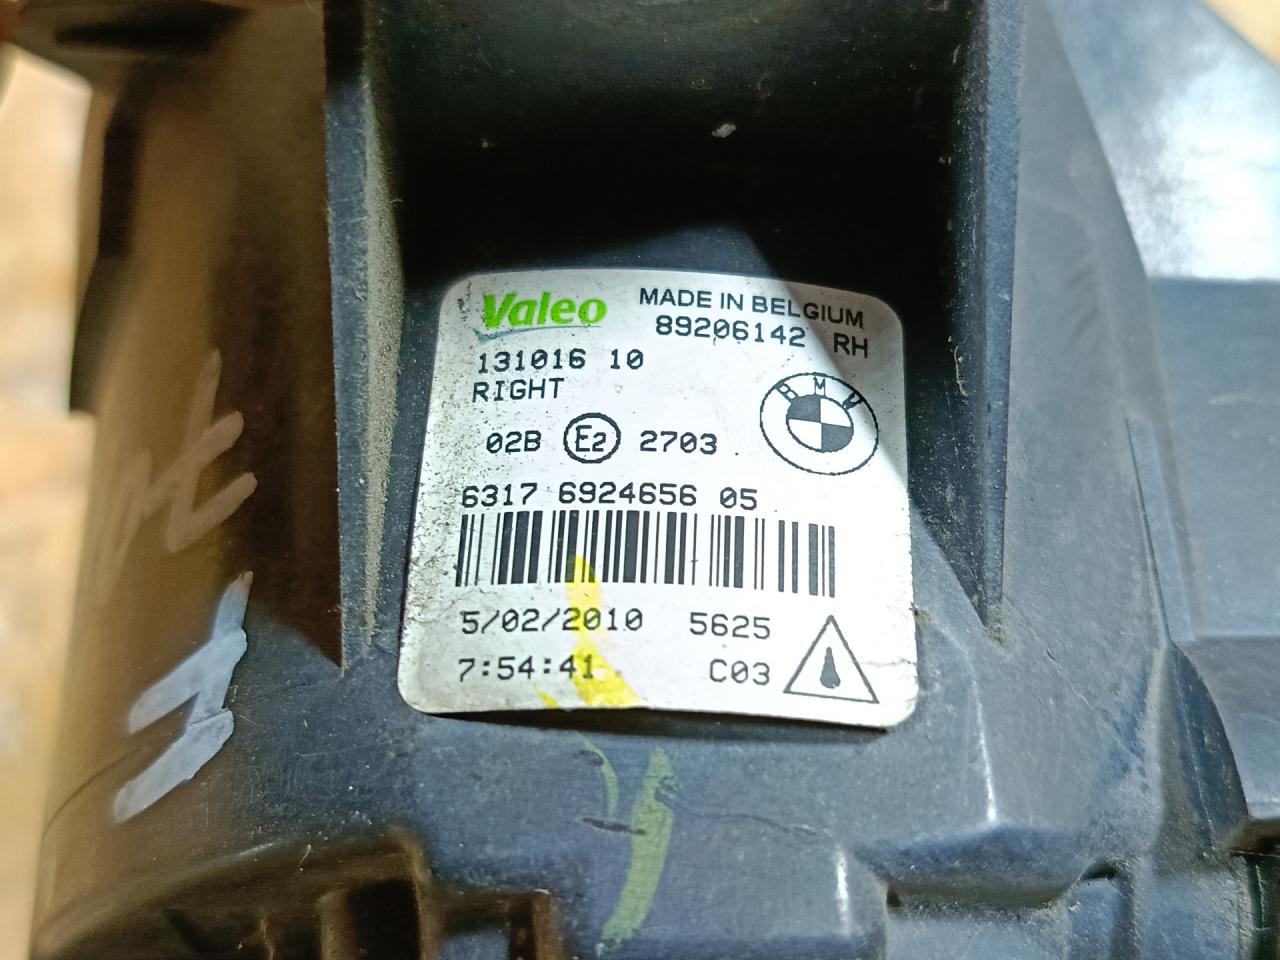 Valeo MADE IN BELGIUM
89206142 RH
131016 10
RIGHT
BMW
02B E2 2703
6317 6924656 05
5/02/2010 5625
7:54:41 C03